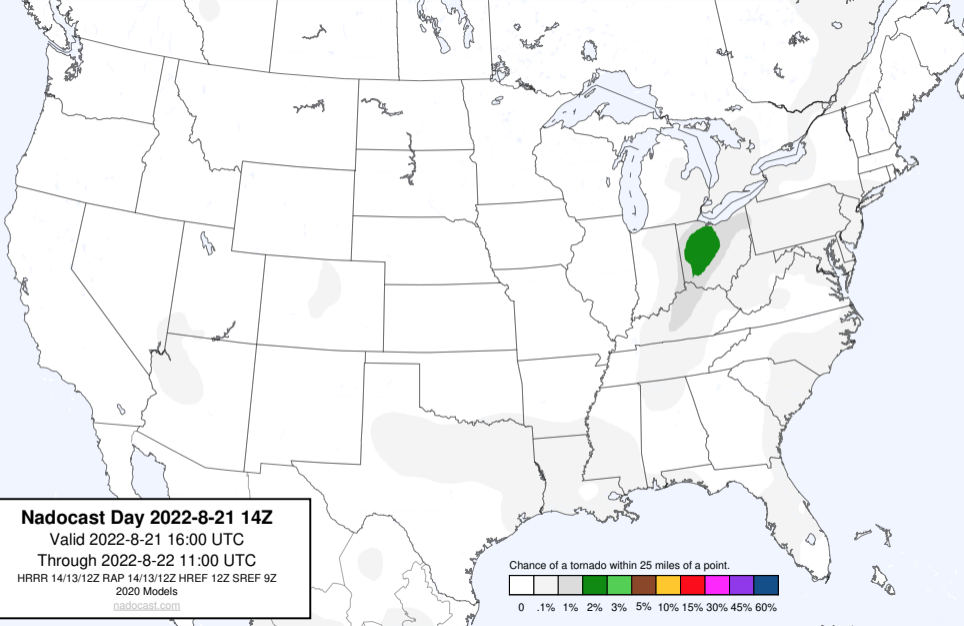 Nadocast Day 2022-8-21 14Z
Valid 2022-8-21 16:00 UTC
Through 2022-8-22 11:00 UTC
HRRR 14/13/12Z RAP 14/13/12Z HREF 12Z SREF 9Z
2020 Models
nadocast.com
Chance of a tornado within 25 miles of a point.
0 .1% 1% 2% 3% 5% 10% 15% 30% 45% 60%